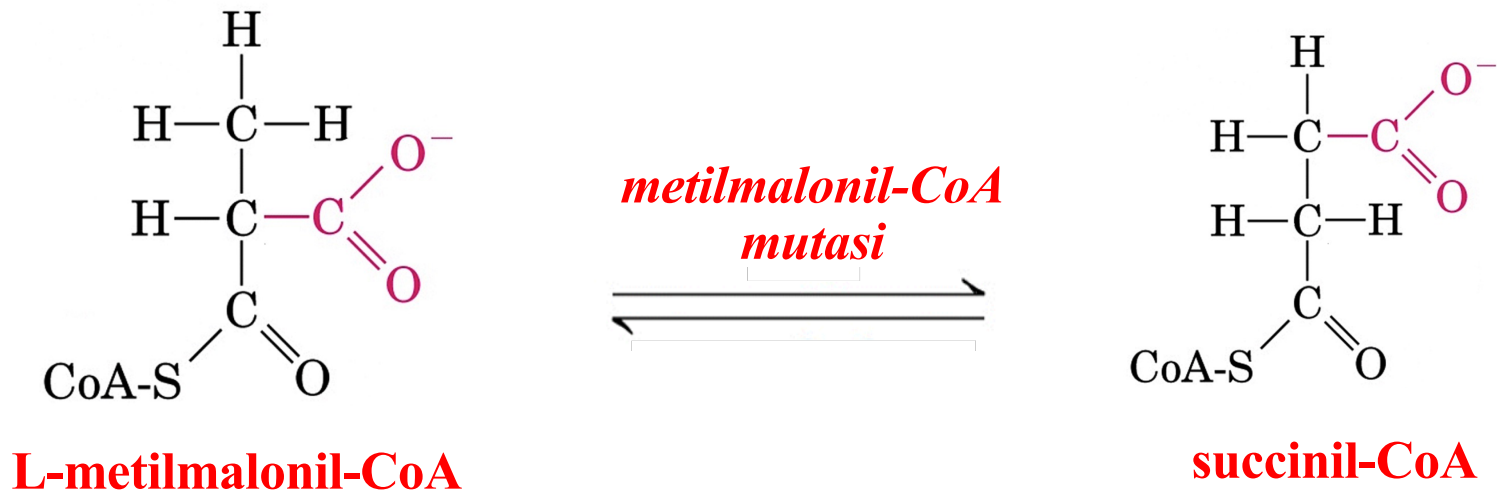 H
H—C—H
O⁻
H—C—C
O
C
CoA-S
O
L-metilmalonil-CoA
metilmalonil-CoA
mutasi
H
O⁻
H—C—C
O
H—C—H
C
CoA-S
O
succinil-CoA